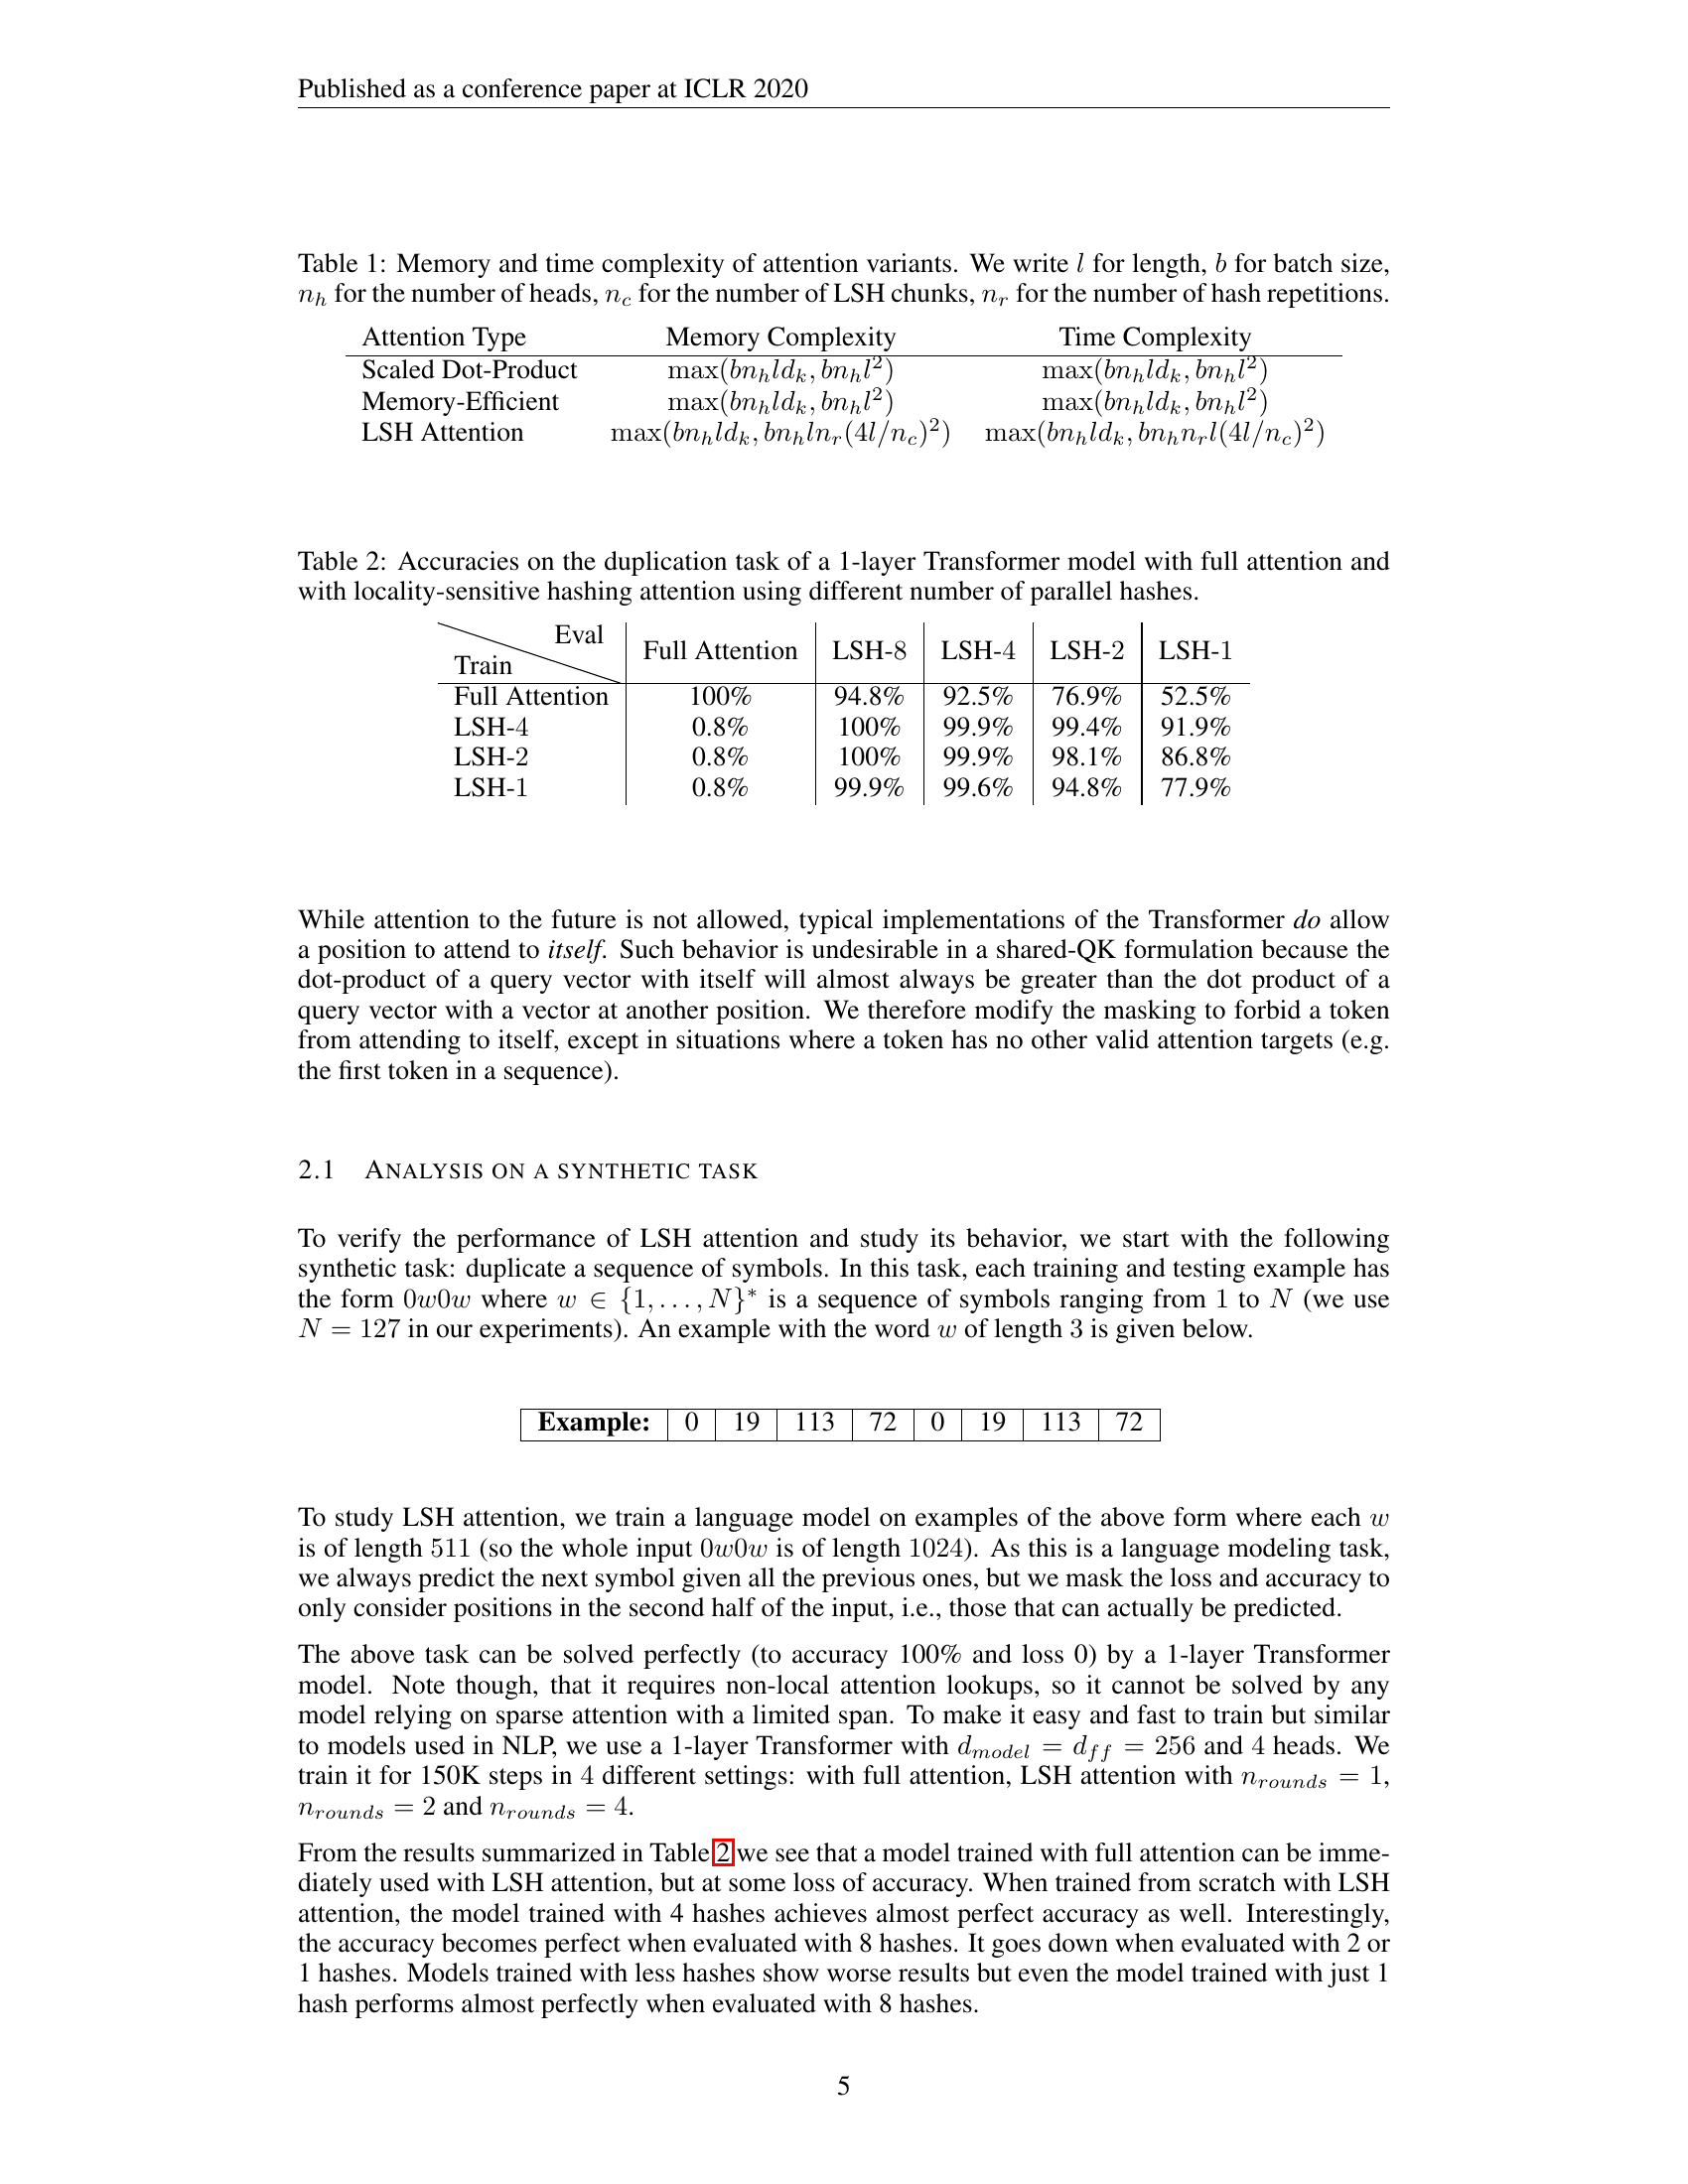 Published as a conference paper at ICLR 2020
Table 1: Memory and time complexity of attention variants. We write l for length, b for batch size,
n_h for the number of heads, n_c for the number of LSH chunks, n_r for the number of hash repetitions.
Attention Type Memory Complexity Time Complexity
Scaled Dot-Product max(bn_hld_k, bn_hl²) max(bn_hld_k, bn_hl²)
Memory-Efficient max(bn_hld_k, bn_hl²) max(bn_hld_k, bn_hl²)
LSH Attention max(bn_hld_k, bn_hln_r(4l/n_c)²) max(bn_hld_k, bn_hn_rl(4l/n_c)²)
Table 2: Accuracies on the duplication task of a 1-layer Transformer model with full attention and
with locality-sensitive hashing attention using different number of parallel hashes.
Eval
Train Full Attention LSH-8 LSH-4 LSH-2 LSH-1
Full Attention 100% 94.8% 92.5% 76.9% 52.5%
LSH-4 0.8% 100% 99.9% 99.4% 91.9%
LSH-2 0.8% 100% 99.9% 98.1% 86.8%
LSH-1 0.8% 99.9% 99.6% 94.8% 77.9%
While attention to the future is not allowed, typical implementations of the Transformer do allow
a position to attend to itself. Such behavior is undesirable in a shared-QK formulation because the
dot-product of a query vector with itself will almost always be greater than the dot product of a
query vector with a vector at another position. We therefore modify the masking to forbid a token
from attending to itself, except in situations where a token has no other valid attention targets (e.g.
the first token in a sequence).
2.1 ANALYSIS ON A SYNTHETIC TASK
To verify the performance of LSH attention and study its behavior, we start with the following
synthetic task: duplicate a sequence of symbols. In this task, each training and testing example has
the form 0w0w where w ∈ {1, . . . , N}* is a sequence of symbols ranging from 1 to N (we use
N = 127 in our experiments). An example with the word w of length 3 is given below.
Example: 0 19 113 72 0 19 113 72
To study LSH attention, we train a language model on examples of the above form where each w
is of length 511 (so the whole input 0w0w is of length 1024). As this is a language modeling task,
we always predict the next symbol given all the previous ones, but we mask the loss and accuracy to
only consider positions in the second half of the input, i.e., those that can actually be predicted.
The above task can be solved perfectly (to accuracy 100% and loss 0) by a 1-layer Transformer
model. Note though, that it requires non-local attention lookups, so it cannot be solved by any
model relying on sparse attention with a limited span. To make it easy and fast to train but similar
to models used in NLP, we use a 1-layer Transformer with d_model = d_ff = 256 and 4 heads. We
train it for 150K steps in 4 different settings: with full attention, LSH attention with n_rounds = 1,
n_rounds = 2 and n_rounds = 4.
From the results summarized in Table 2 we see that a model trained with full attention can be imme-
diately used with LSH attention, but at some loss of accuracy. When trained from scratch with LSH
attention, the model trained with 4 hashes achieves almost perfect accuracy as well. Interestingly,
the accuracy becomes perfect when evaluated with 8 hashes. It goes down when evaluated with 2 or
1 hashes. Models trained with less hashes show worse results but even the model trained with just 1
hash performs almost perfectly when evaluated with 8 hashes.
5